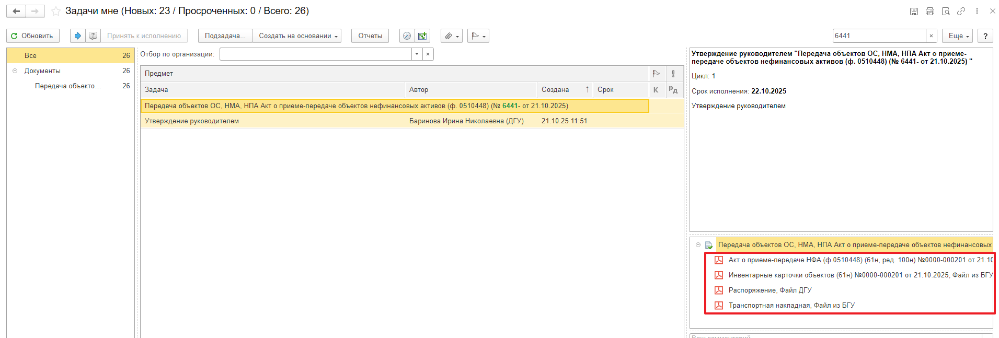 Задачи мне (Новых: 23 / Просроченных: 0 / Всего: 26)
Обновить
Принять к исполнению
Подзадача...
Создать на основании
Отчеты
6441
×
Еще
?
Все 26
Документы 26
Передача объекто... 26
Отбор по организации:
Предмет
Задача Автор Создана ↑ Срок К Рд
Передача объектов ОС, НМА, НПА Акт о приеме-передаче объектов нефинансовых активов (ф. 0510448) (№ 6441- от 21.10.2025)
Утверждение руководителем Баринова Ирина Николаевна (ДГУ) 21.10.25 11:51
Утверждение руководителем "Передача объектов ОС, НМА, НПА Акт о приеме-
передаче объектов нефинансовых активов (ф. 0510448) (№ 6441- от 21.10.2025) "
Цикл: 1
Срок исполнения: 22.10.2025
Утверждение руководителем
Передача объектов ОС, НМА, НПА Акт о приеме-передаче объектов нефинансовых
Акт о приеме-передаче НФА (ф.0510448) (61н, ред. 100н) №0000-000201 от 21.10
Инвентарные карточки объектов (61н) №0000-000201 от 21.10.2025, Файл из БГУ
Распоряжение, Файл ДГУ
Транспортная накладная, Файл из БГУ